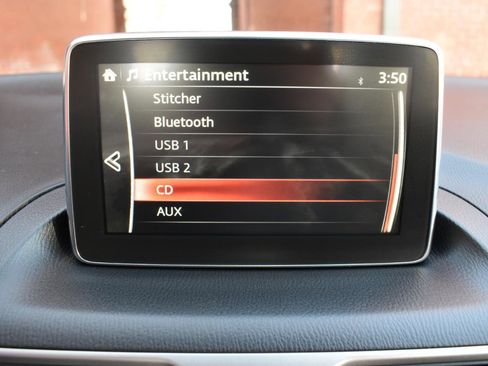 Entertainment 3:50
Stitcher
Bluetooth
USB 1
USB 2
CD
AUX